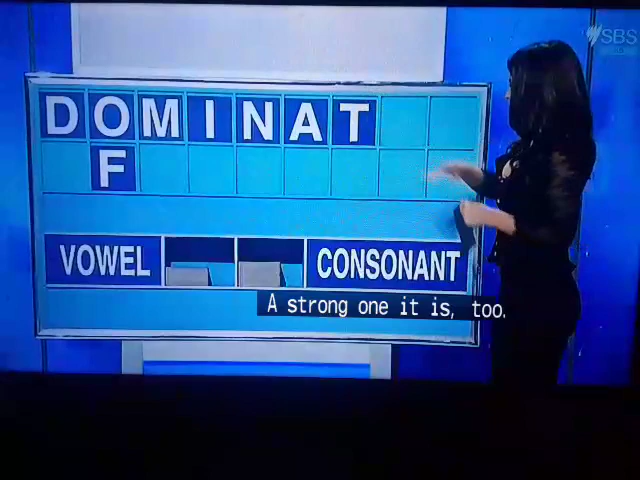 SBS
DOMINAT
F
VOWEL
CONSONANT
A strong one it is, too.